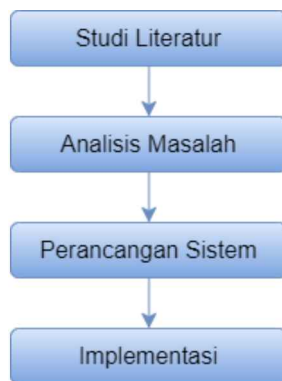 Studi Literatur
Analisis Masalah
Perancangan Sistem
Implementasi